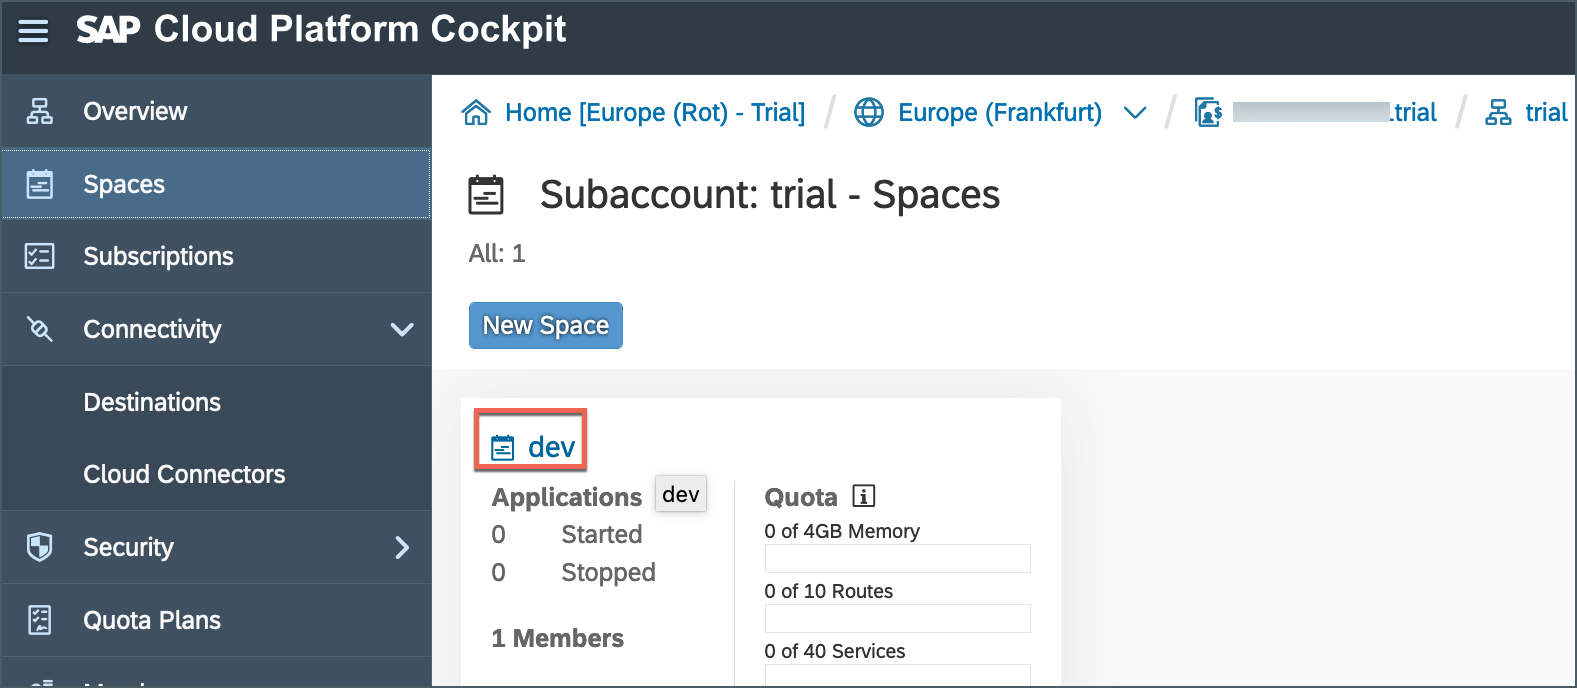 SAP Cloud Platform Cockpit
Overview
Spaces
Subscriptions
Connectivity
Destinations
Cloud Connectors
Security
Quota Plans
Home [Europe (Rot) - Trial] / Europe (Frankfurt) / trial / trial
Subaccount: trial - Spaces
All: 1
New Space
dev
dev
Applications
0 Started
0 Stopped
1 Members
Quota
0 of 4GB Memory
0 of 10 Routes
0 of 40 Services